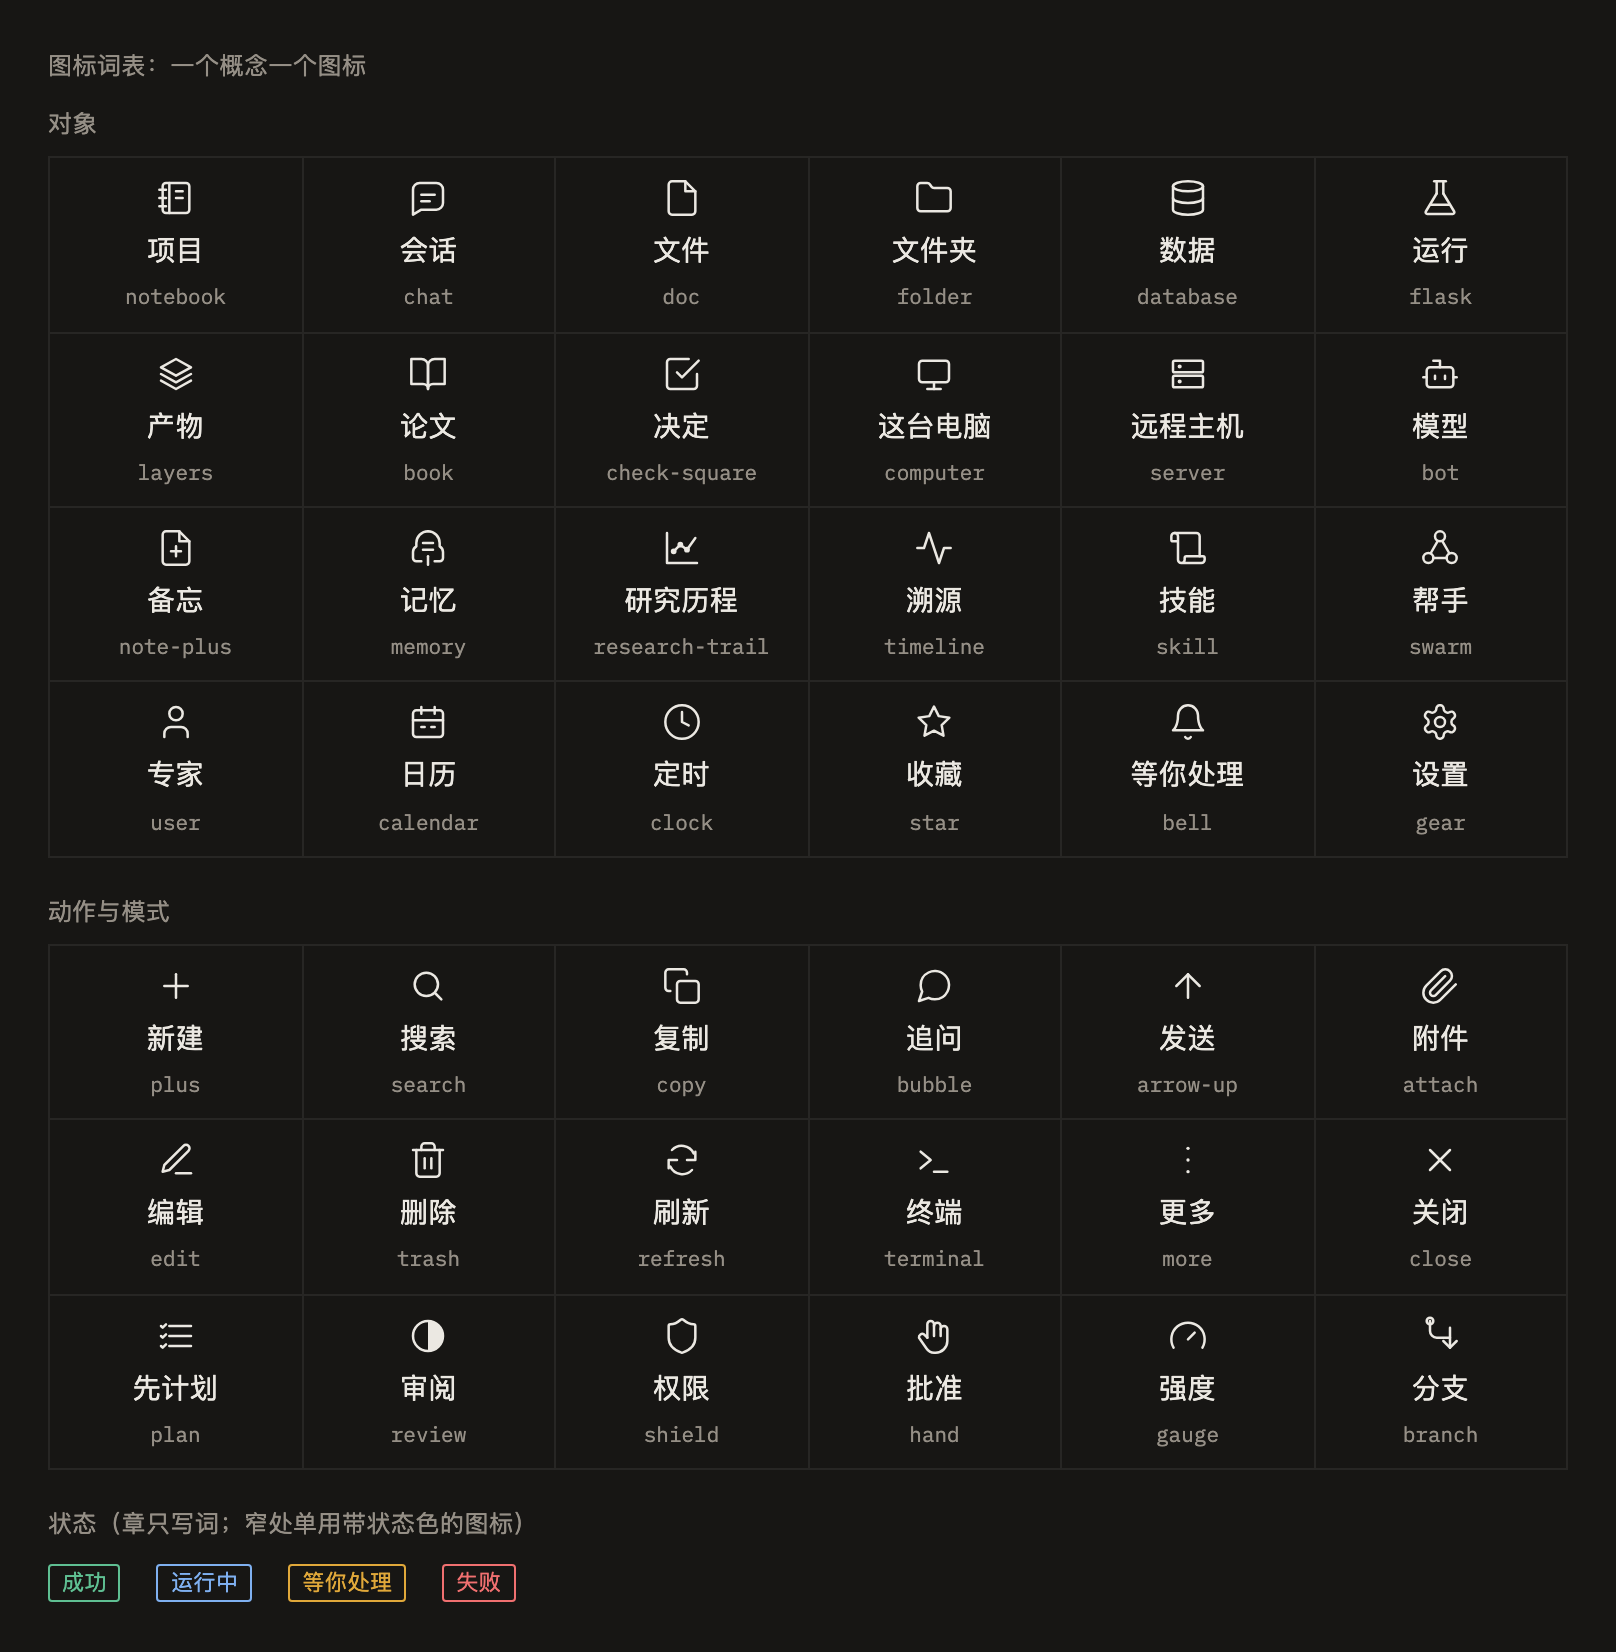 图标词表：一个概念一个图标
对象
项目 会话 文件 文件夹 数据 运行
notebook chat doc folder database flask
产物 论文 决定 这台电脑 远程主机 模型
layers book check-square computer server bot
备忘 记忆 研究历程 溯源 技能 帮手
note-plus memory research-trail timeline skill swarm
专家 日历 定时 收藏 等你处理 设置
user calendar clock star bell gear
动作与模式
新建 搜索 复制 追问 发送 附件
plus search copy bubble arrow-up attach
编辑 删除 刷新 终端 更多 关闭
edit trash refresh terminal more close
先计划 审阅 权限 批准 强度 分支
plan review shield hand gauge branch
状态（章只写词；窄处单用带状态色的图标）
成功 运行中 等你处理 失败